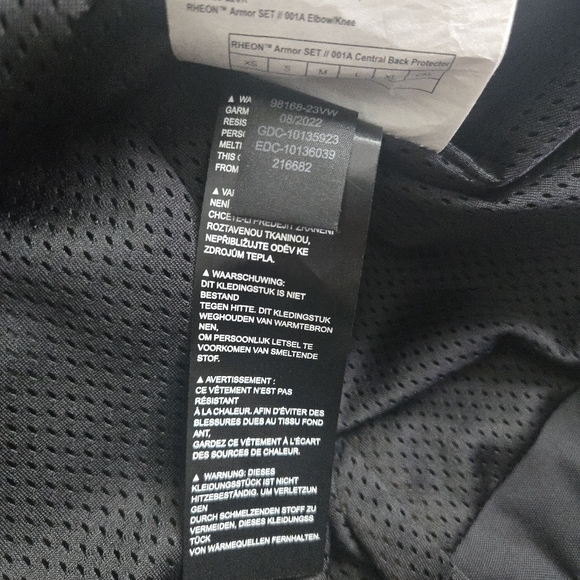 RHEON™ Armor SET // 001A Elbow/Knee
RHEON™ Armor SET // 001A Central Back Protector
XS S M L XL
98168-23VW
08/2022
GDC-10135923
EDC-10136039
216682
▲ WA
GARM
RESIS
PERS
MELTI
THIS
FROM
▲ VA
NENÍ
CHCETE-LI PŘEDEJÍT ZRANĚNÍ
ROZTAVENOU TKANINOU,
NEPŘIBLIŽUJTE ODĚV KE
ZDROJŮM TEPLA.
▲ WAARSCHUWING:
DIT KLEDINGSTUK IS NIET
BESTAND
TEGEN HITTE. DIT KLEDINGSTUK
WEGHOUDEN VAN WARMTEBRON
NEN,
OM PERSOONLIJK LETSEL TE
VOORKOMEN VAN SMELTENDE
STOF.
▲ AVERTISSEMENT :
CE VÊTEMENT N'EST PAS
RÉSISTANT
À LA CHALEUR. AFIN D'ÉVITER DES
BLESSURES DUES AU TISSU FOND
ANT,
GARDEZ CE VÊTEMENT À L'ÉCART
DES SOURCES DE CHALEUR.
▲ WARNUNG: DIESES
KLEIDUNGSSTÜCK IST NICHT
HITZEBESTÄNDIG. UM VERLETZUN
GEN
DURCH SCHMELZENDEN STOFF ZU
VERMEIDEN, DIESES KLEIDUNGSS
TÜCK
VON WÄRMEQUELLEN FERNHALTEN.